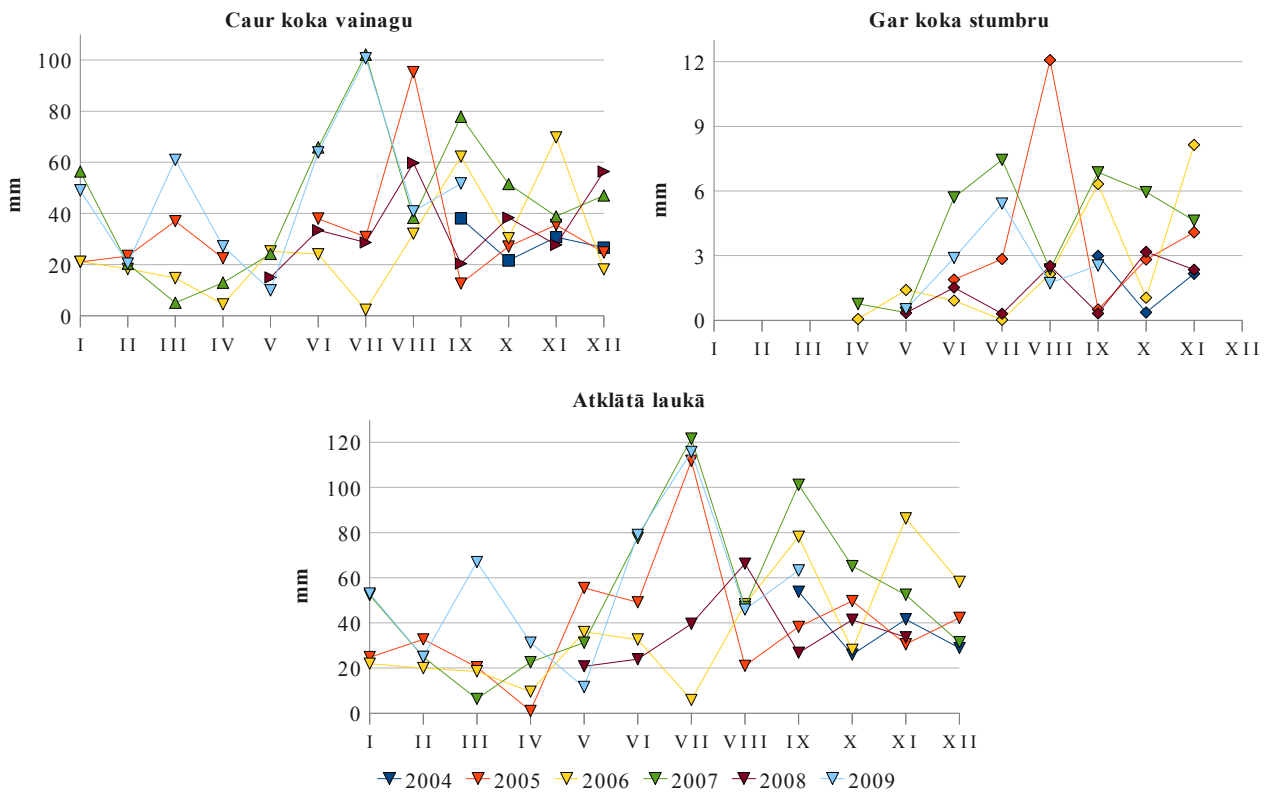 Caur koka vainagu
mm
100
80
60
40
20
0
I II III IV V VI VII VIII IX X XI XII
Gar koka stumbru
mm
12
9
6
3
0
I II III IV V VI VII VIII IX X XI XII
Atklātā laukā
mm
120
100
80
60
40
20
0
I II III IV V VI VII VIII IX X XI XII
2004 2005 2006 2007 2008 2009